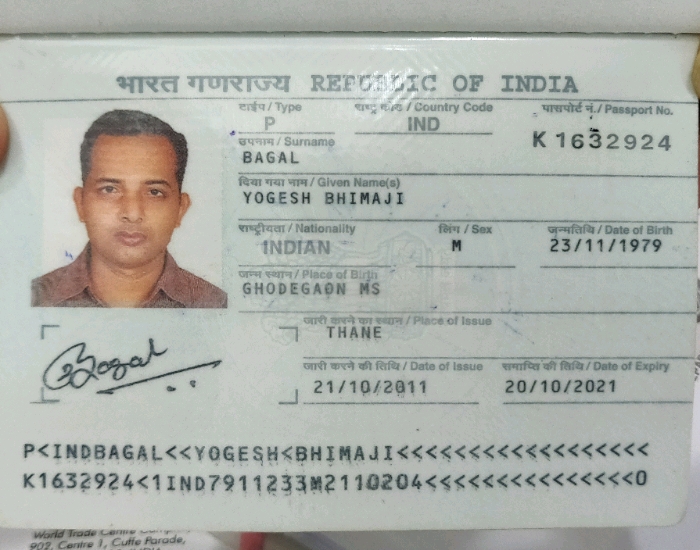 भारत गणराज्य REPUBLIC OF INDIA
टाईप / Type
राष्ट्र कोड / Country Code
पासपोर्ट नं. / Passport No.
P
IND
K 1632924
उपनाम / Surname
BAGAL
दिया गया नाम / Given Name(s)
YOGESH BHIMAJI
राष्ट्रीयता / Nationality
लिंग / Sex
जन्मतिथि / Date of Birth
INDIAN
M
23/11/1979
जन्म स्थान / Place of Birth
GHODEGAON MS
जारी करने का स्थान / Place of Issue
THANE
जारी करने की तिथि / Date of Issue
समाप्ति की तिथि / Date of Expiry
21/10/2011
20/10/2021
Bagal
P<INDBAGAL<<YOGESH<BHIMAJI<<<<<<<<<<<<<<<<<<
K1632924<1IND7911233M2110204<<<<<<<<<<<<<<<0
World Trade Centre
902, Centre 1, Cuffe Parade,